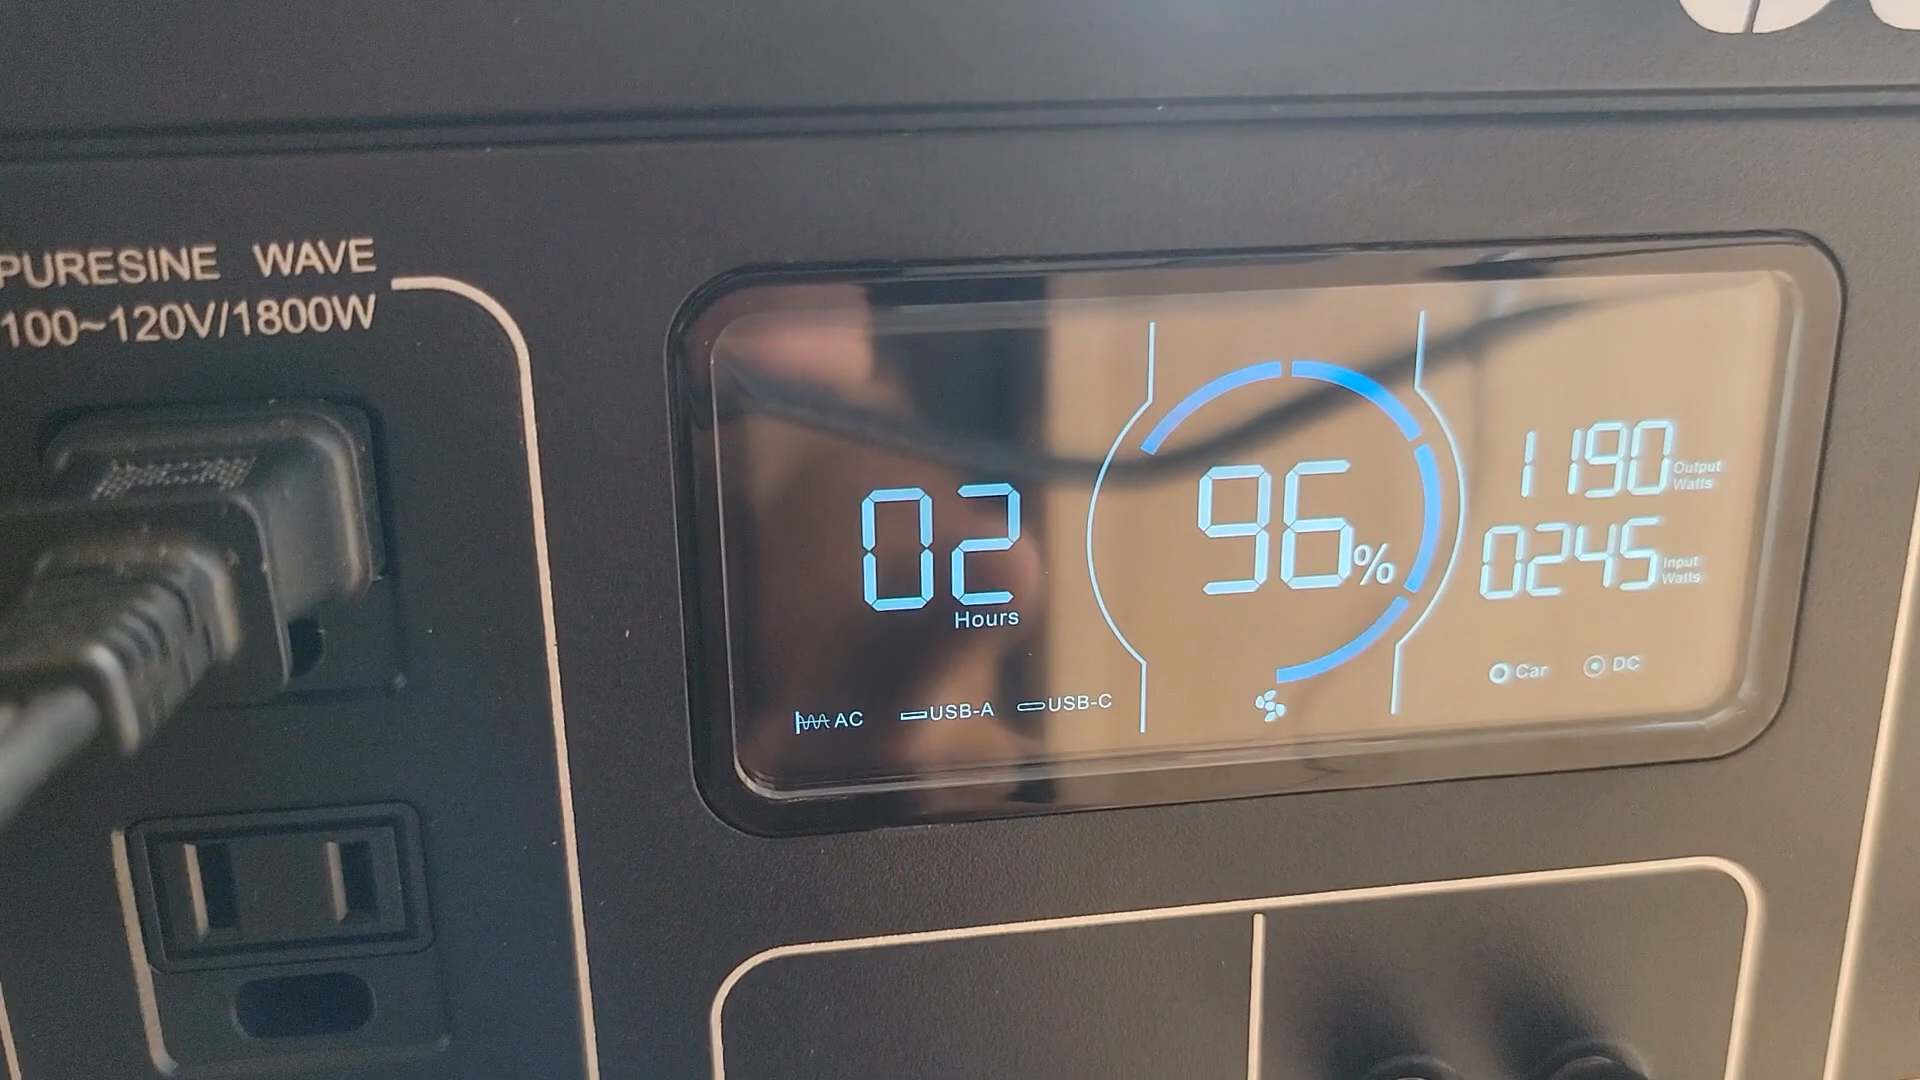 PURESINE WAVE
100~120V/1800W
02
Hours
96%
1190 Output Watts
0245 Input Watts
AC USB-A USB-C
Car DC